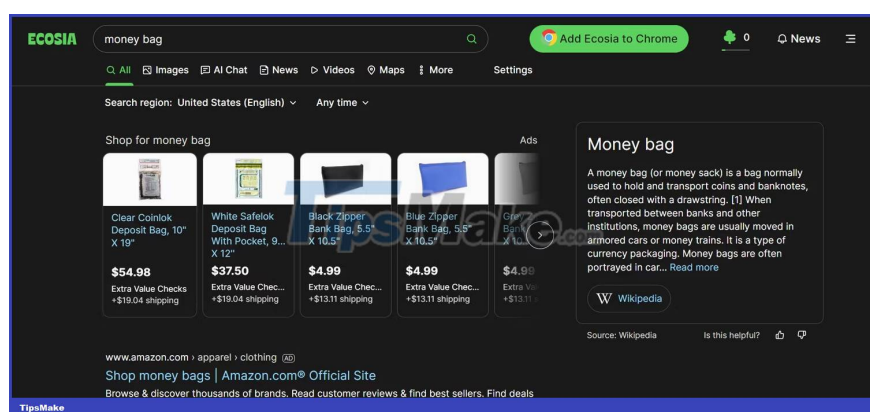 ECOSIA
money bag
Add Ecosia to Chrome
0
News
All
Images
AI Chat
News
Videos
Maps
More
Settings
Search region: United States (English)
Any time
Shop for money bag
Ads
Clear Coinlok
Deposit Bag, 10"
X 19"
$54.98
Extra Value Checks
+$19.04 shipping
White Safelok
Deposit Bag
With Pocket, 9...
X 12"
$37.50
Extra Value Chec...
+$19.04 shipping
Black Zipper
Bank Bag, 5.5"
X 10.5"
$4.99
Extra Value Chec...
+$13.11 shipping
Blue Zipper
Bank Bag, 5.5"
X 10.5"
$4.99
Extra Value Chec...
+$13.11 shipping
Grey
Bank
X 10
$4.99
Extra Va
+$13.11 s
TipsMake.com
Money bag
A money bag (or money sack) is a bag normally
used to hold and transport coins and banknotes,
often closed with a drawstring. [1] When
transported between banks and other
institutions, money bags are usually moved in
armored cars or money trains. It is a type of
currency packaging. Money bags are often
portrayed in car... Read more
W Wikipedia
Source: Wikipedia
Is this helpful?
www.amazon.com › apparel › clothing AD
Shop money bags | Amazon.com® Official Site
Browse & discover thousands of brands. Read customer reviews & find best sellers. Find deals
TipsMake